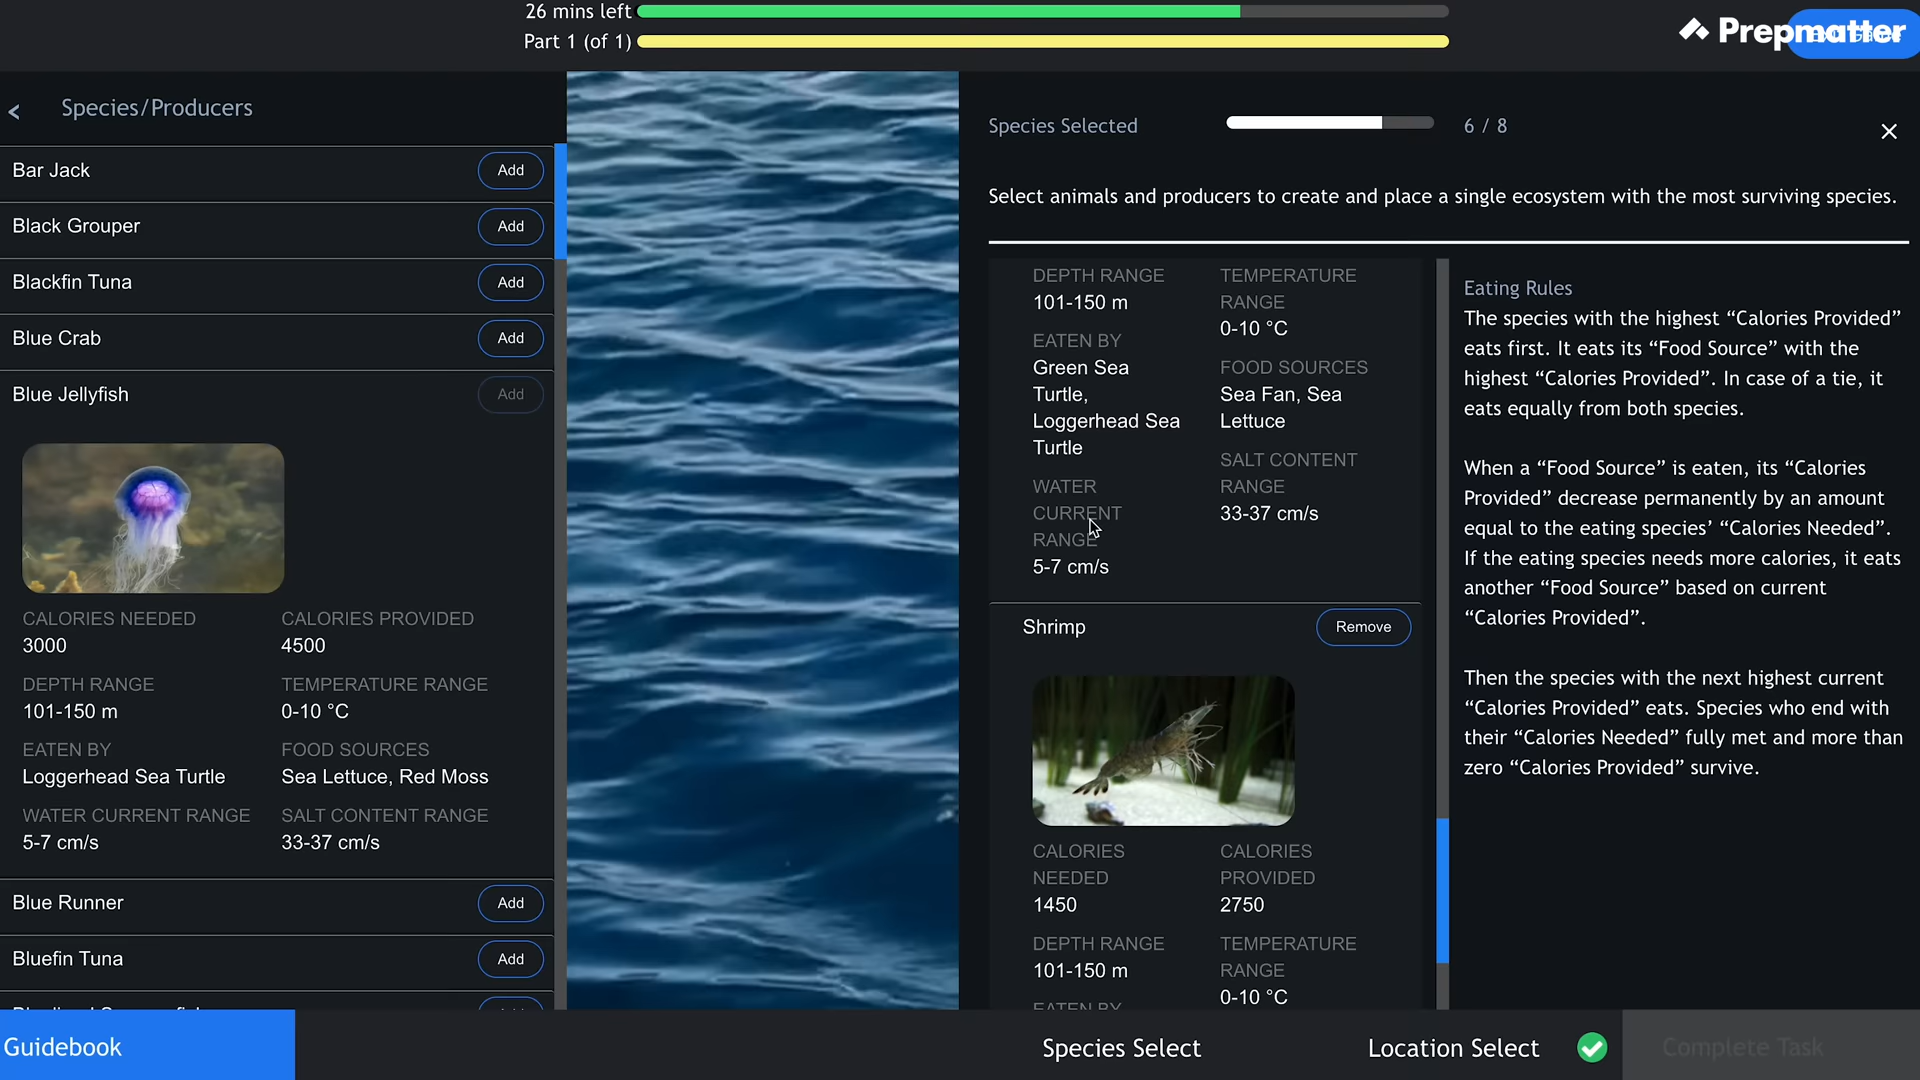 26 mins left
Part 1 (of 1)
Prepmatter
< Species/Producers
Bar Jack Add
Black Grouper Add
Blackfin Tuna Add
Blue Crab Add
Blue Jellyfish Add
CALORIES NEEDED CALORIES PROVIDED
3000 4500
DEPTH RANGE TEMPERATURE RANGE
101-150 m 0-10 °C
EATEN BY FOOD SOURCES
Loggerhead Sea Turtle Sea Lettuce, Red Moss
WATER CURRENT RANGE SALT CONTENT RANGE
5-7 cm/s 33-37 cm/s
Blue Runner Add
Bluefin Tuna Add
Species Selected 6 / 8
Select animals and producers to create and place a single ecosystem with the most surviving species.
DEPTH RANGE
101-150 m
EATEN BY
Green Sea
Turtle,
Loggerhead Sea
Turtle
WATER
CURRENT
RANGE
5-7 cm/s
TEMPERATURE
RANGE
0-10 °C
FOOD SOURCES
Sea Fan, Sea
Lettuce
SALT CONTENT
RANGE
33-37 cm/s
Shrimp Remove
CALORIES
NEEDED
1450
DEPTH RANGE
101-150 m
EATEN BY
CALORIES
PROVIDED
2750
TEMPERATURE
RANGE
0-10 °C
Eating Rules
The species with the highest “Calories Provided”
eats first. It eats its “Food Source” with the
highest “Calories Provided”. In case of a tie, it
eats equally from both species.
When a “Food Source” is eaten, its “Calories
Provided” decrease permanently by an amount
equal to the eating species’ “Calories Needed”.
If the eating species needs more calories, it eats
another “Food Source” based on current
“Calories Provided”.
Then the species with the next highest current
“Calories Provided” eats. Species who end with
their “Calories Needed” fully met and more than
zero “Calories Provided” survive.
Guidebook
Species Select
Location Select
Complete Task